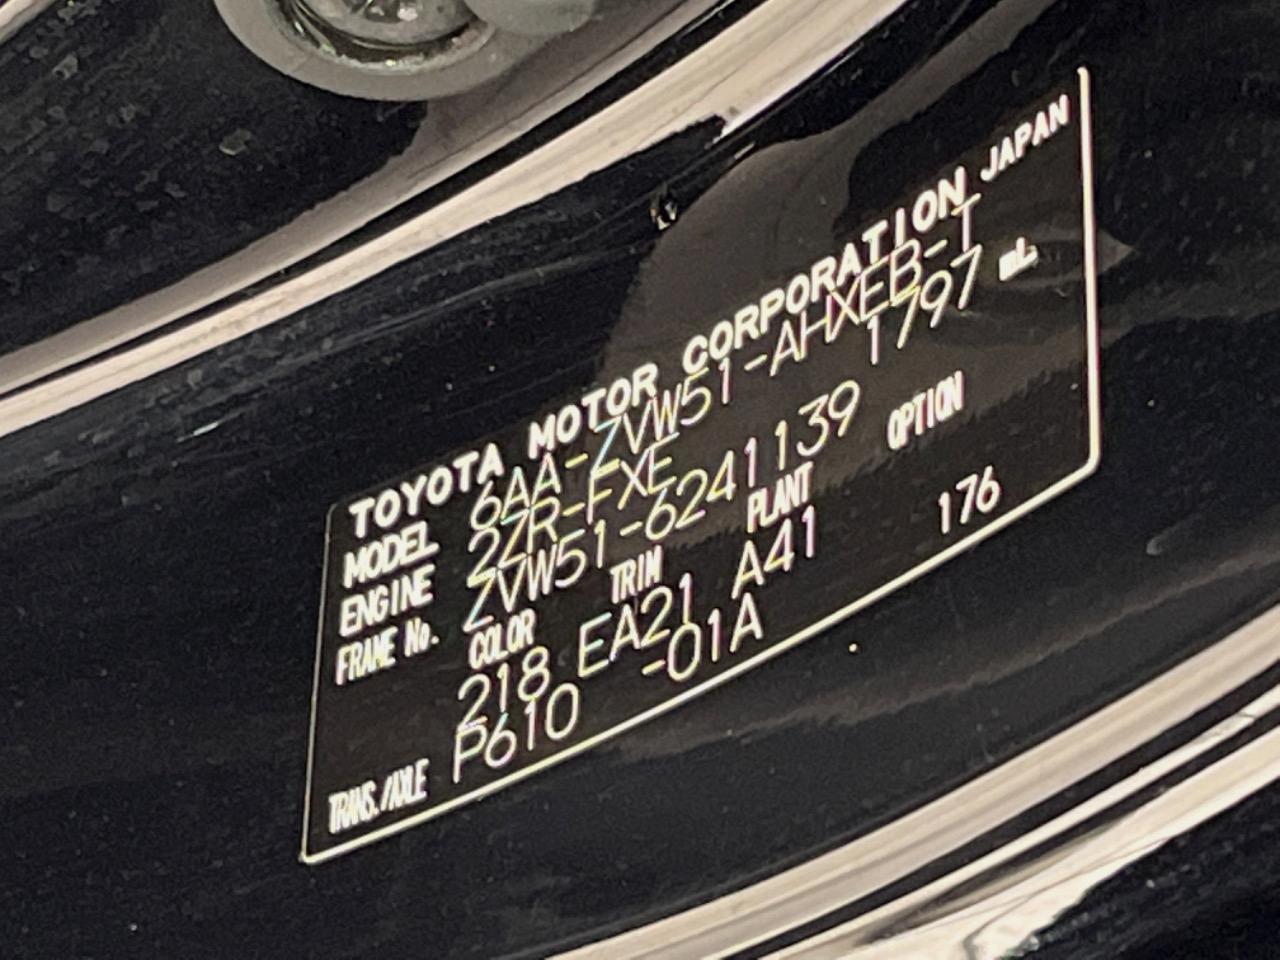 TOYOTA MOTOR CORPORATION JAPAN
MODEL 6AA-ZVW51-AHXEB-T
ENGINE 2ZR-FXE 1797 mL
FRAME No. ZVW51-6241139
COLOR TRIM PLANT OPTION
218 EA21 A41 176
TRANS./AXLE P610 -01A